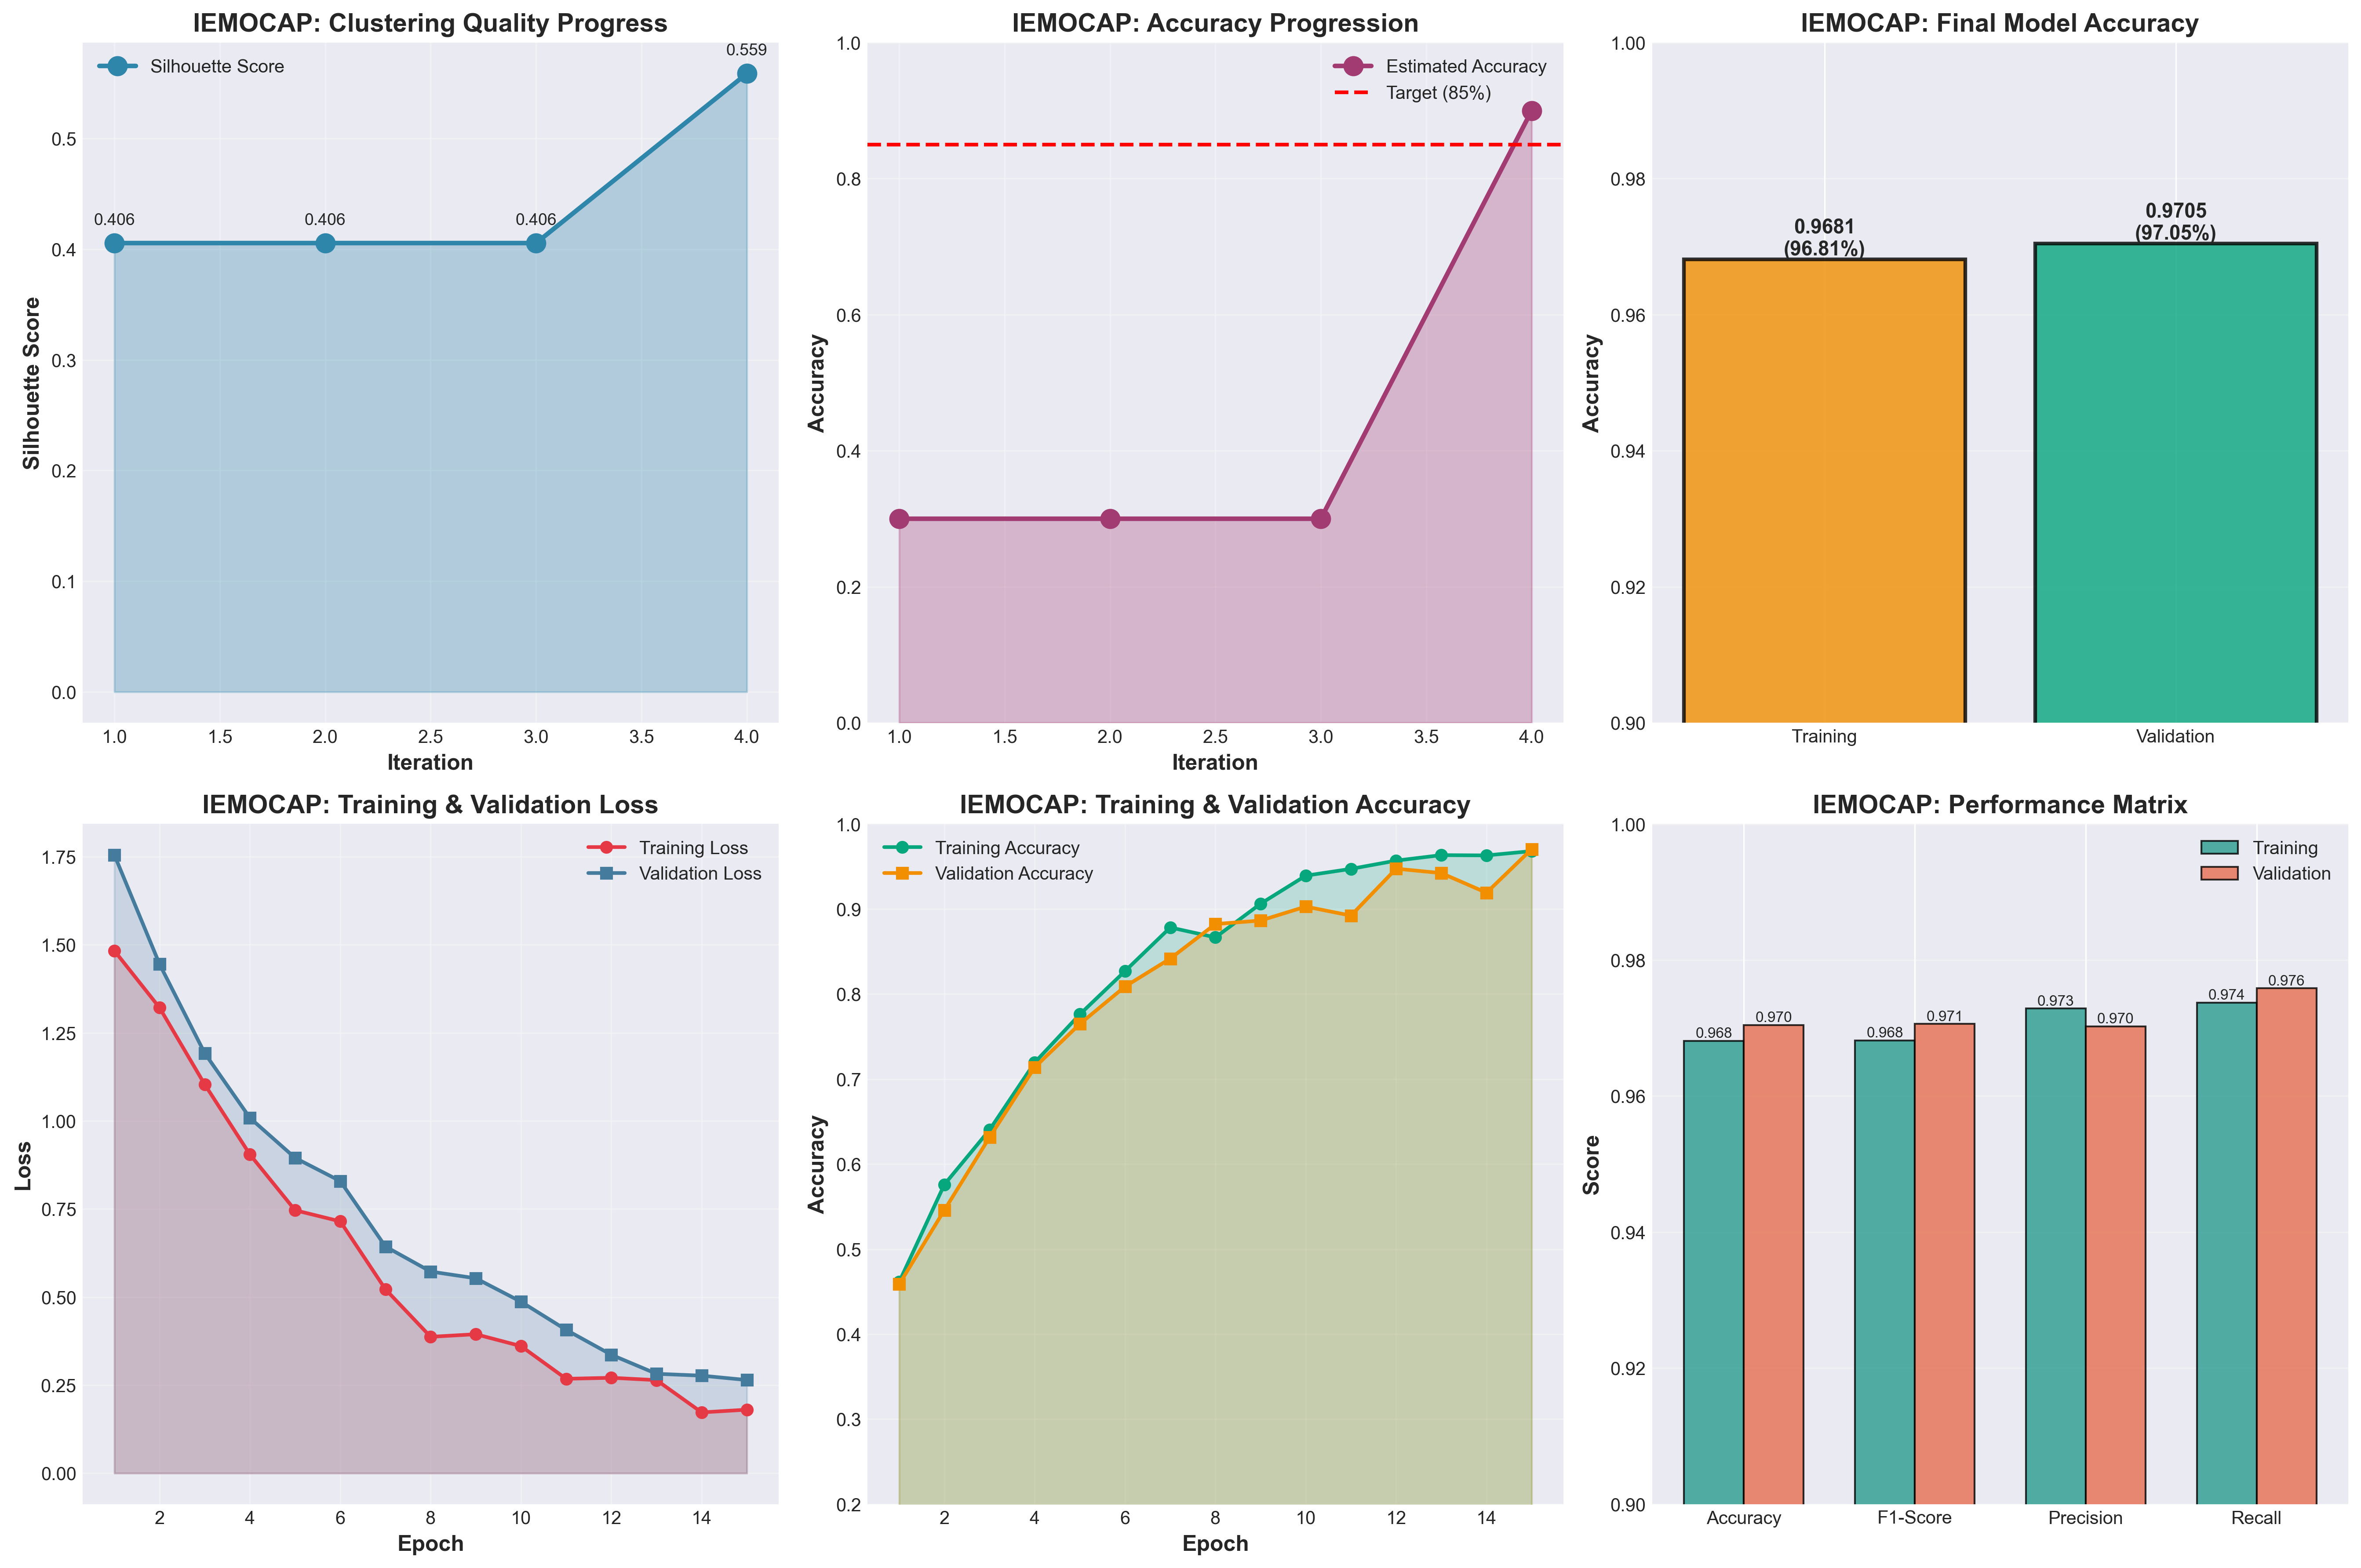 IEMOCAP: Clustering Quality Progress
Silhouette Score
0.559
0.406
0.406
0.406
0.5
0.4
0.3
0.2
0.1
0.0
Silhouette Score
1.0
1.5
2.0
2.5
3.0
3.5
4.0
Iteration
IEMOCAP: Accuracy Progression
Estimated Accuracy
Target (85%)
1.0
0.8
0.6
0.4
0.2
0.0
Accuracy
1.0
1.5
2.0
2.5
3.0
3.5
4.0
Iteration
IEMOCAP: Final Model Accuracy
1.00
0.98
0.96
0.94
0.92
0.90
Accuracy
0.9681
(96.81%)
0.9705
(97.05%)
Training
Validation
IEMOCAP: Training & Validation Loss
Training Loss
Validation Loss
1.75
1.50
1.25
1.00
0.75
0.50
0.25
0.00
Loss
2
4
6
8
10
12
14
Epoch
IEMOCAP: Training & Validation Accuracy
Training Accuracy
Validation Accuracy
1.0
0.9
0.8
0.7
0.6
0.5
0.4
0.3
0.2
Accuracy
2
4
6
8
10
12
14
Epoch
IEMOCAP: Performance Matrix
Training
Validation
1.00
0.98
0.96
0.94
0.92
0.90
Score
0.968
0.970
0.968
0.971
0.973
0.970
0.974
0.976
Accuracy
F1-Score
Precision
Recall